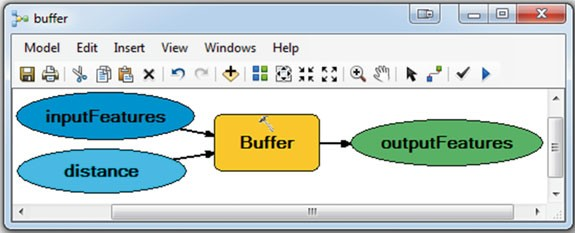 buffer
Model Edit Insert View Windows Help
inputFeatures
Buffer
outputFeatures
distance